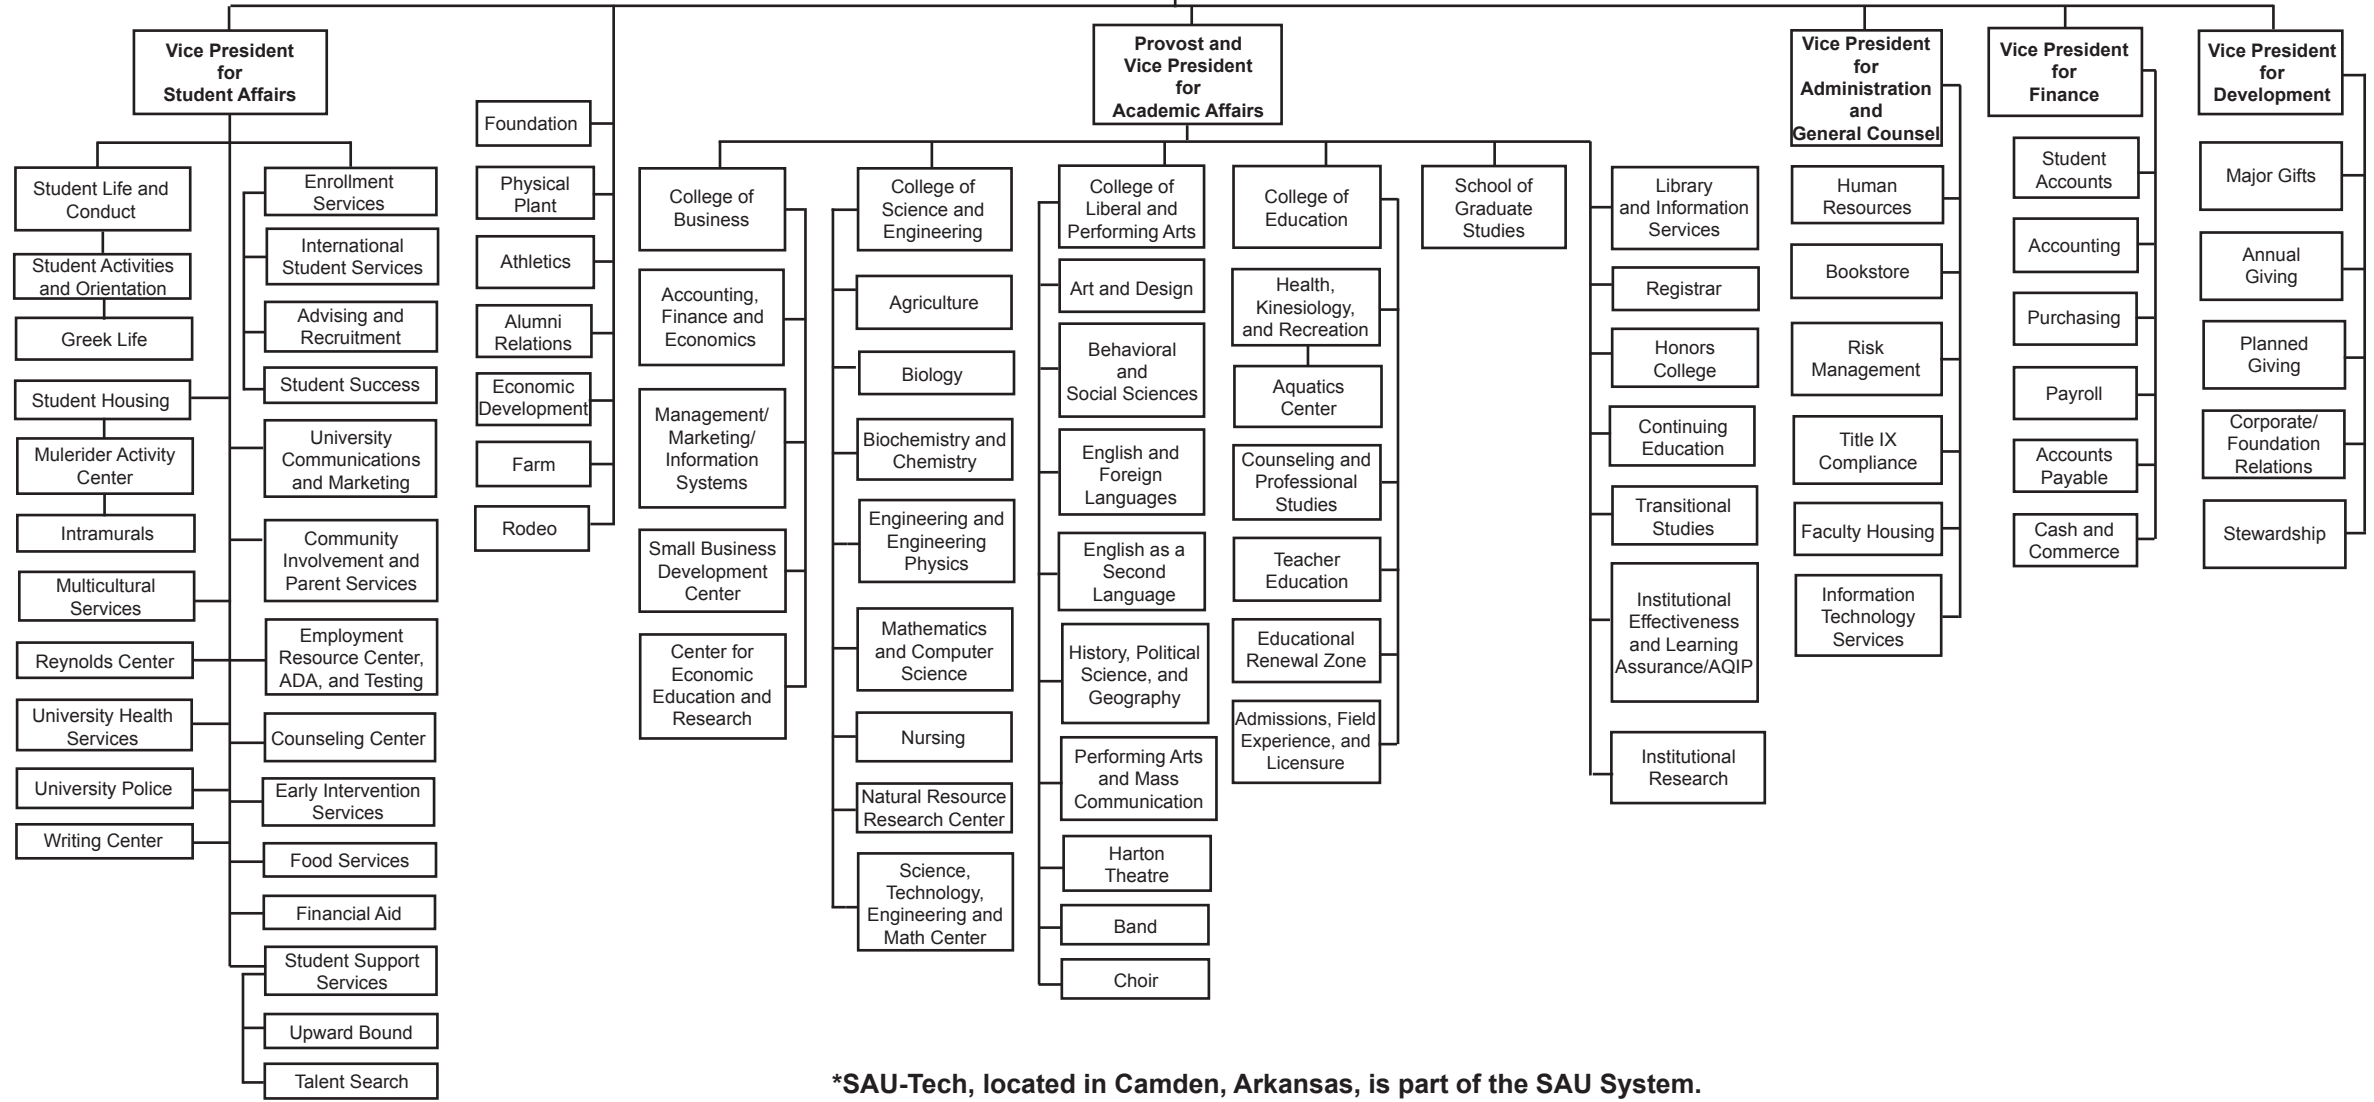 Vice President
for
Student Affairs
Student Life and
Conduct
Student Activities
and Orientation
Greek Life
Student Housing
Mulerider Activity
Center
Intramurals
Multicultural
Services
Reynolds Center
University Health
Services
University Police
Writing Center
Enrollment
Services
International
Student Services
Advising and
Recruitment
Student Success
University
Communications
and Marketing
Community
Involvement and
Parent Services
Employment
Resource Center,
ADA, and Testing
Counseling Center
Early Intervention
Services
Food Services
Financial Aid
Student Support
Services
Upward Bound
Talent Search
Foundation
Physical
Plant
Athletics
Alumni
Relations
Economic
Development
Farm
Rodeo
Provost and
Vice President
for
Academic Affairs
College of
Business
Accounting,
Finance and
Economics
Management/
Marketing/
Information
Systems
Small Business
Development
Center
Center for
Economic
Education and
Research
College of
Science and
Engineering
Agriculture
Biology
Biochemistry and
Chemistry
Engineering and
Engineering
Physics
Mathematics
and Computer
Science
Nursing
Natural Resource
Research Center
Science,
Technology,
Engineering and
Math Center
College of
Liberal and
Performing Arts
Art and Design
Behavioral
and
Social Sciences
English and
Foreign
Languages
English as a
Second
Language
History, Political
Science, and
Geography
Performing Arts
and Mass
Communication
Harton
Theatre
Band
Choir
College of
Education
Health,
Kinesiology,
and Recreation
Aquatics
Center
Counseling and
Professional
Studies
Teacher
Education
Educational
Renewal Zone
Admissions, Field
Experience, and
Licensure
School of
Graduate
Studies
Library
and Information
Services
Registrar
Honors
College
Continuing
Education
Transitional
Studies
Institutional
Effectiveness
and Learning
Assurance/AQIP
Institutional
Research
Vice President
for
Administration
and
General Counsel
Human
Resources
Bookstore
Risk
Management
Title IX
Compliance
Faculty Housing
Information
Technology
Services
Vice President
for
Finance
Student
Accounts
Accounting
Purchasing
Payroll
Accounts
Payable
Cash and
Commerce
Vice President
for
Development
Major Gifts
Annual
Giving
Planned
Giving
Corporate/
Foundation
Relations
Stewardship
*SAU-Tech, located in Camden, Arkansas, is part of the SAU System.